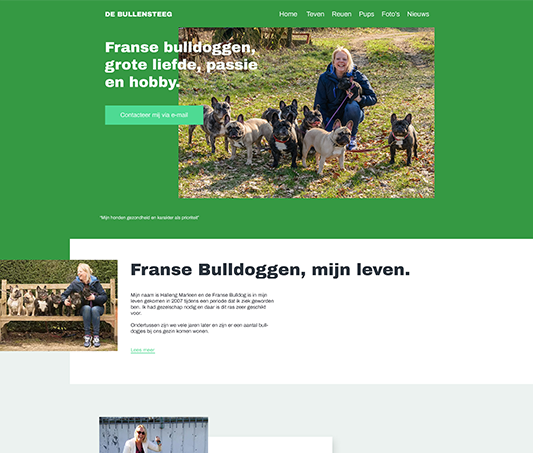 DE BULLENSTEEG
Home Teven Reuen Pups Foto's Nieuws
Franse bulldoggen,
grote liefde, passie
en hobby.
Contacteer mij via e-mail
"Mijn honden gezondheid en karakter als prioriteit"
Franse Bulldoggen, mijn leven.
Mijn naam is Halleng Marleen en de Franse Bulldog is in mijn
leven gekomen in 2007 tijdens een periode dat ik ziek geworden
ben. Ik had gezelschap nodig en daar is dit ras zeer geschikt
voor.
Ondertussen zijn we vele jaren later en zijn er een aantal bull-
dogjes bij ons gezin komen wonen.
Lees meer